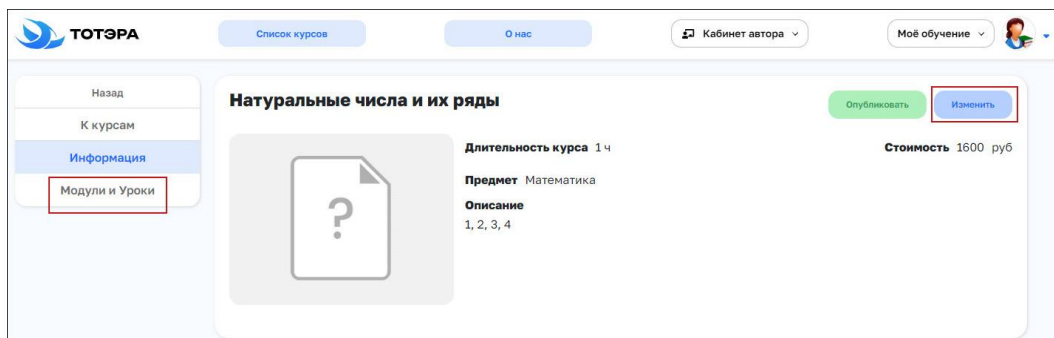 ТОТЭРА
Список курсов
О нас
Кабинет автора
Моё обучение
Назад
К курсам
Информация
Модули и Уроки
Натуральные числа и их ряды
Опубликовать
Изменить
?
Длительность курса 1 ч
Стоимость 1600 руб
Предмет Математика
Описание
1, 2, 3, 4